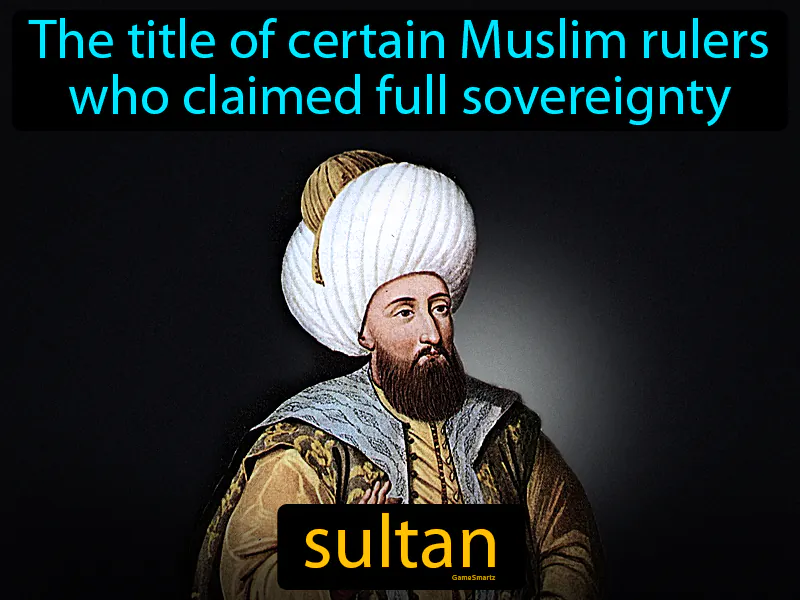 The title of certain Muslim rulers
who claimed full sovereignty
sultan
GameSmartz